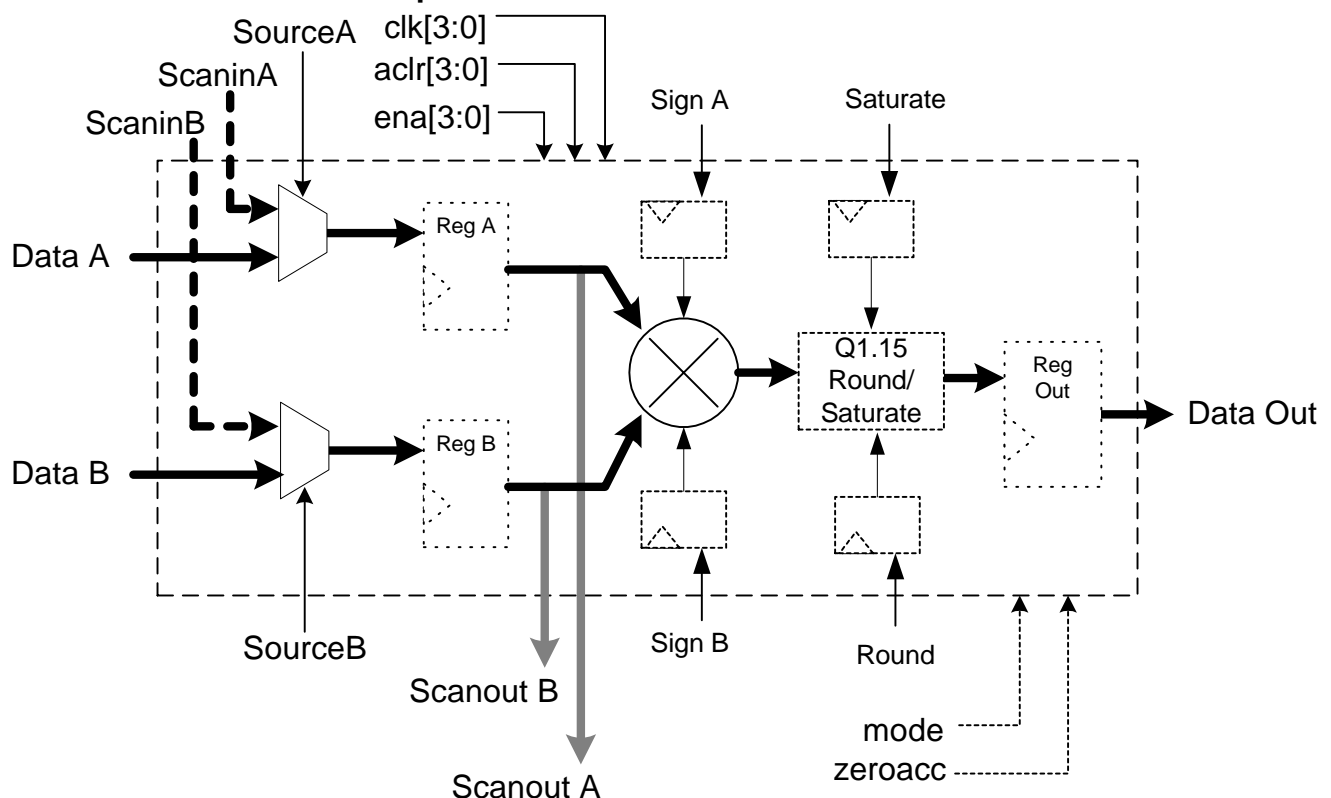 clk[3:0]
SourceA
aclr[3:0]
ScaninA
Sign A
Saturate
ena[3:0]
ScaninB
Reg A
Data A
Q1.15
Round/
Saturate
Reg
Out
Data Out
Reg B
Data B
SourceB
Sign B
Round
Scanout B
mode
zeroacc
Scanout A